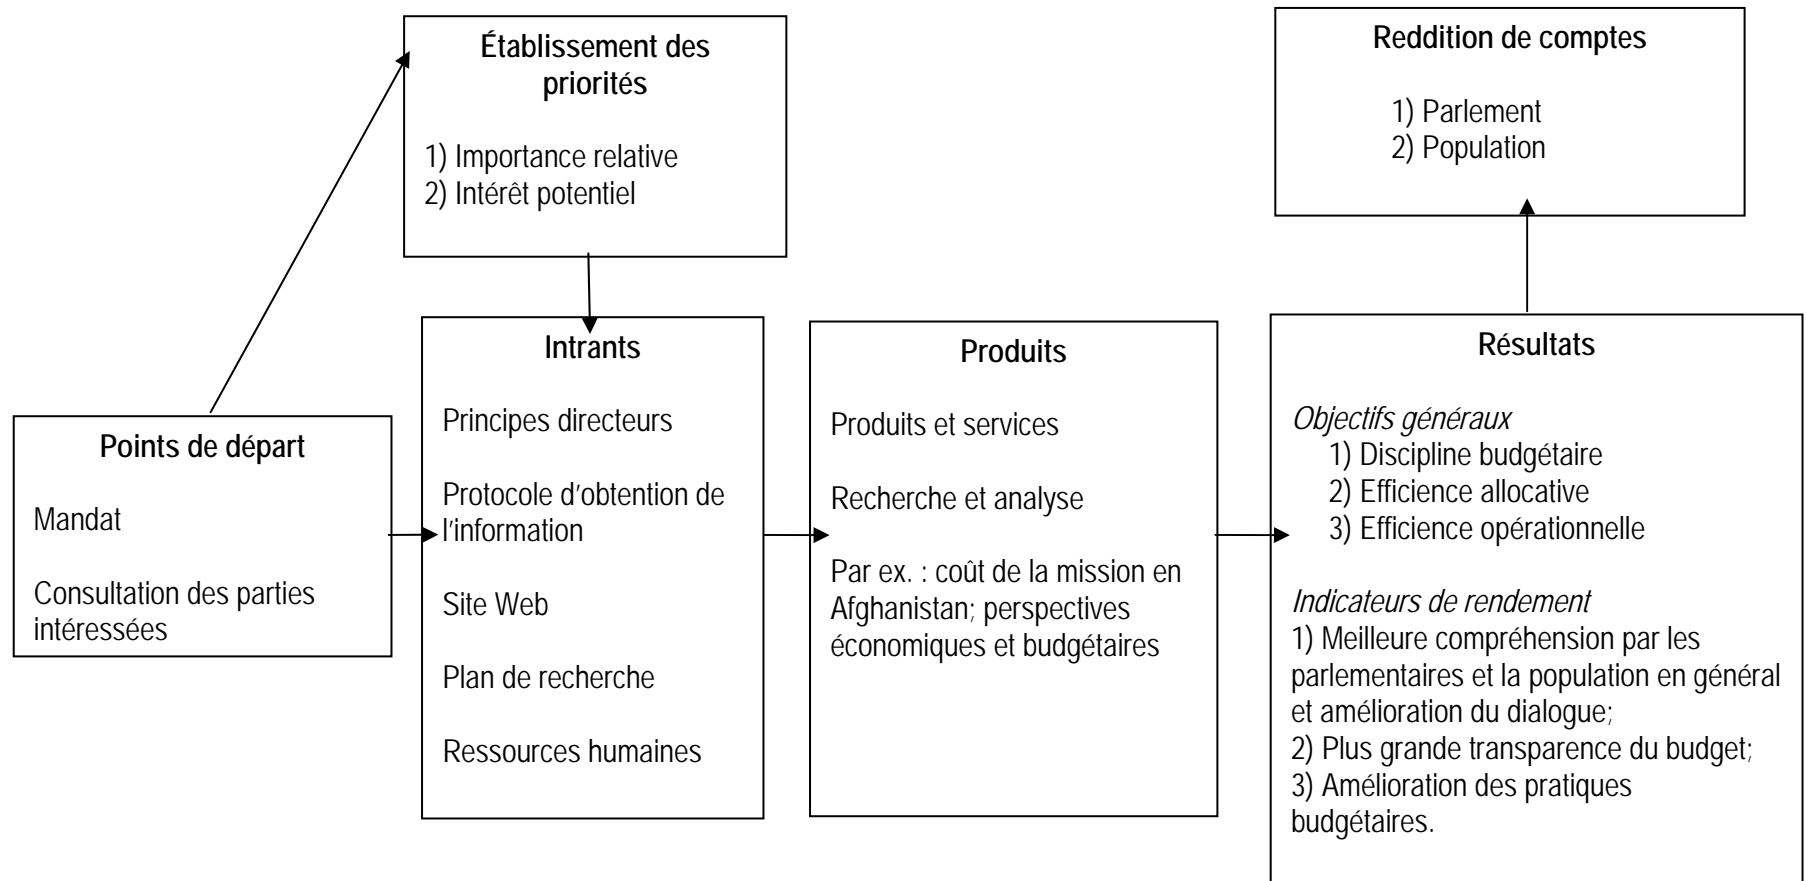 Établissement des
priorités
1) Importance relative
2) Intérêt potentiel
Reddition de comptes
1) Parlement
2) Population
Points de départ
Mandat
Consultation des parties
intéressées
Intrants
Principes directeurs
Protocole d'obtention de
l'information
Site Web
Plan de recherche
Ressources humaines
Produits
Produits et services
Recherche et analyse
Par ex. : coût de la mission en
Afghanistan; perspectives
économiques et budgétaires
Résultats
Objectifs généraux
1) Discipline budgétaire
2) Efficience allocative
3) Efficience opérationnelle
Indicateurs de rendement
1) Meilleure compréhension par les
parlementaires et la population en général
et amélioration du dialogue;
2) Plus grande transparence du budget;
3) Amélioration des pratiques
budgétaires.